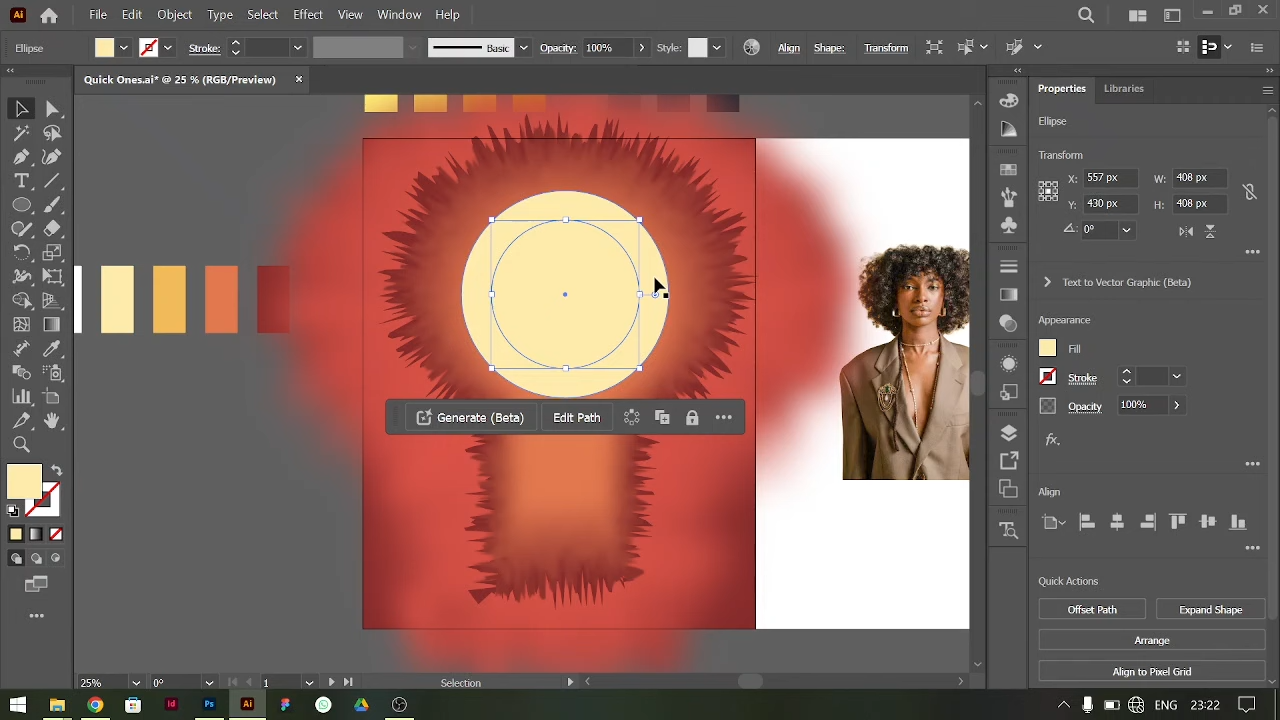 Ai File Edit Object Type Select Effect View Window Help
Ellipse Stroke: Basic Opacity: 100% Style: Align Shape: Transform
Quick Ones.ai* @ 25 % (RGB/Preview) ×
Properties Libraries
Ellipse
Transform
X: 557 px W: 408 px
Y: 430 px H: 408 px
0°
Text to Vector Graphic (Beta)
Appearance
Fill
Stroke
Opacity 100%
fx.
Generate (Beta) Edit Path
Align
Quick Actions
Offset Path Expand Shape
Arrange
Align to Pixel Grid
25% 0° 1 Selection
Id Ps Ai ENG 23:22